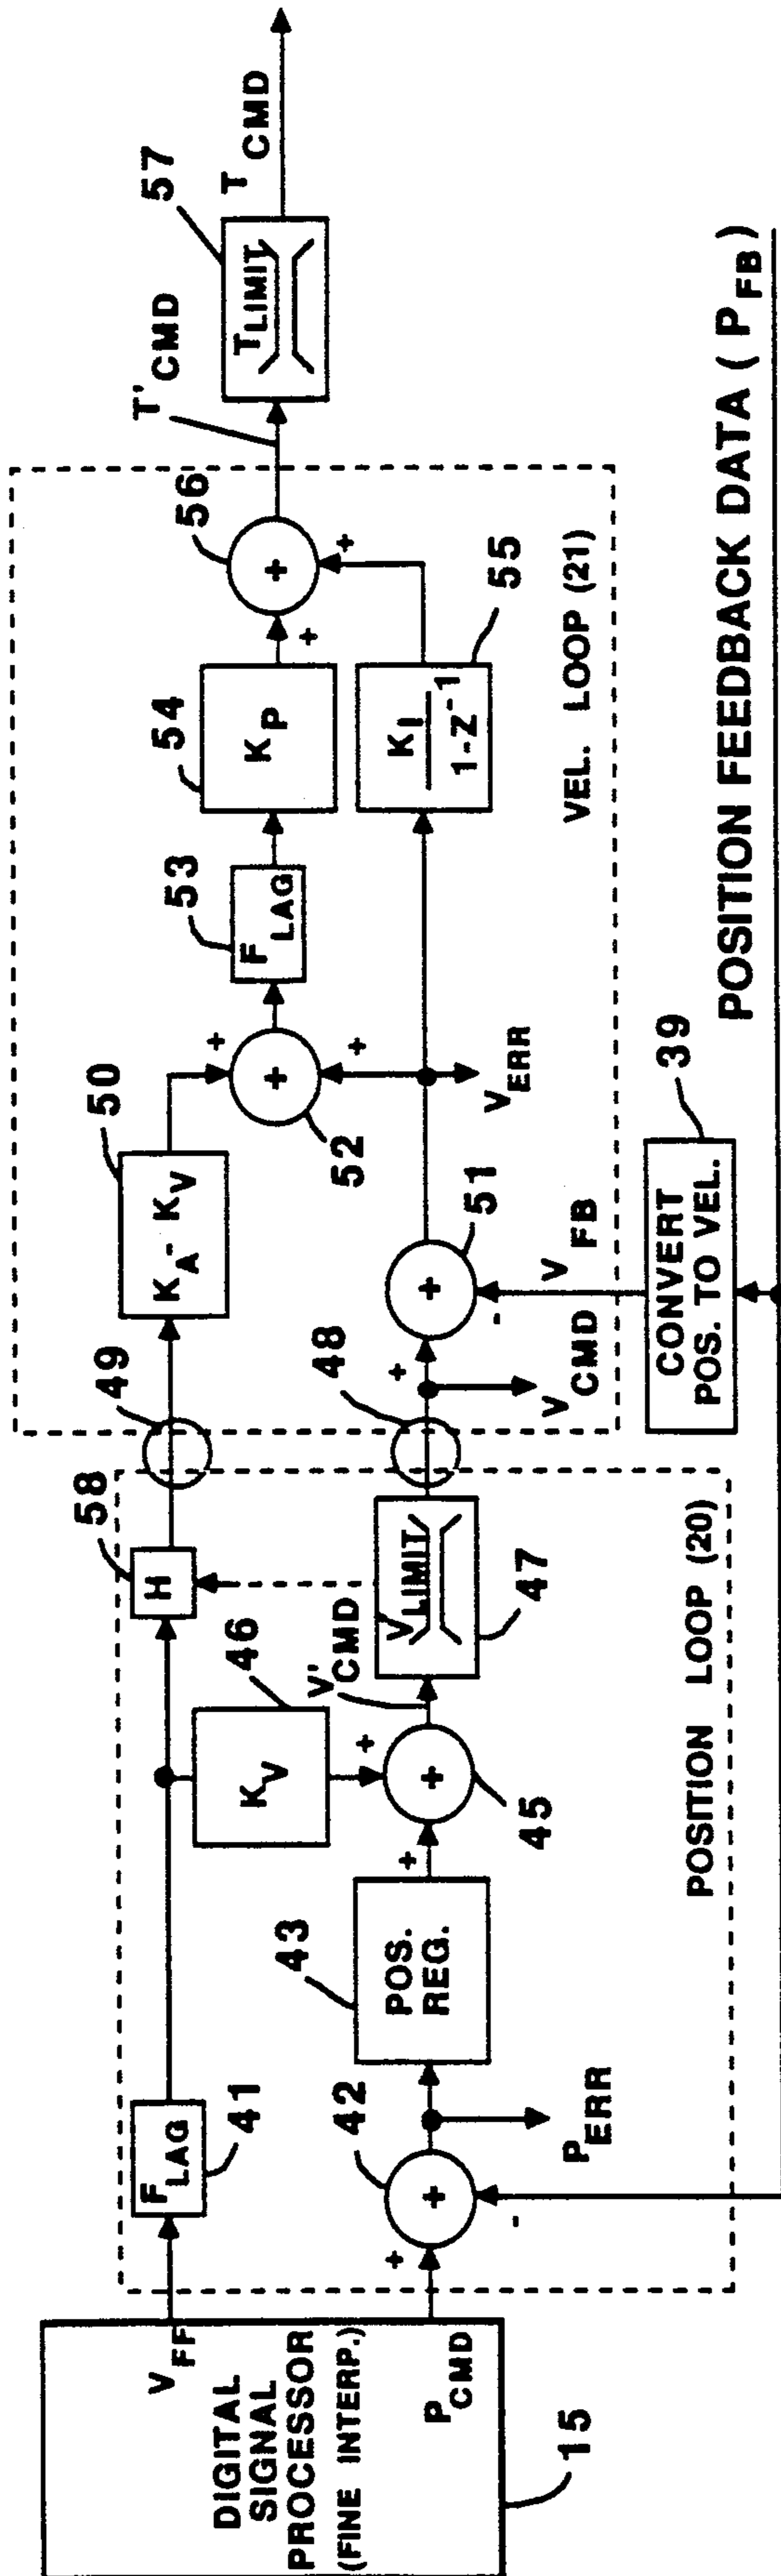 DIGITAL
SIGNAL
PROCESSOR
(FINE INTERP.)
15
V FF
P CMD
F LAG
41
+
42
+
-
P ERR
POS.
REG.
43
+
+
+
45
K V
46
V' CMD
V LIMIT
47
H
58
POSITION LOOP (20)
49
48
V CMD
+
+
51
-
V FB
CONVERT
POS. TO VEL.
39
K A - K V
50
+
+
+
52
V ERR
F LAG
53
K P
54
K I
1-Z -1
55
+
+
+
56
VEL. LOOP (21)
T' CMD
T LIMIT
57
T CMD
POSITION FEEDBACK DATA ( P FB )